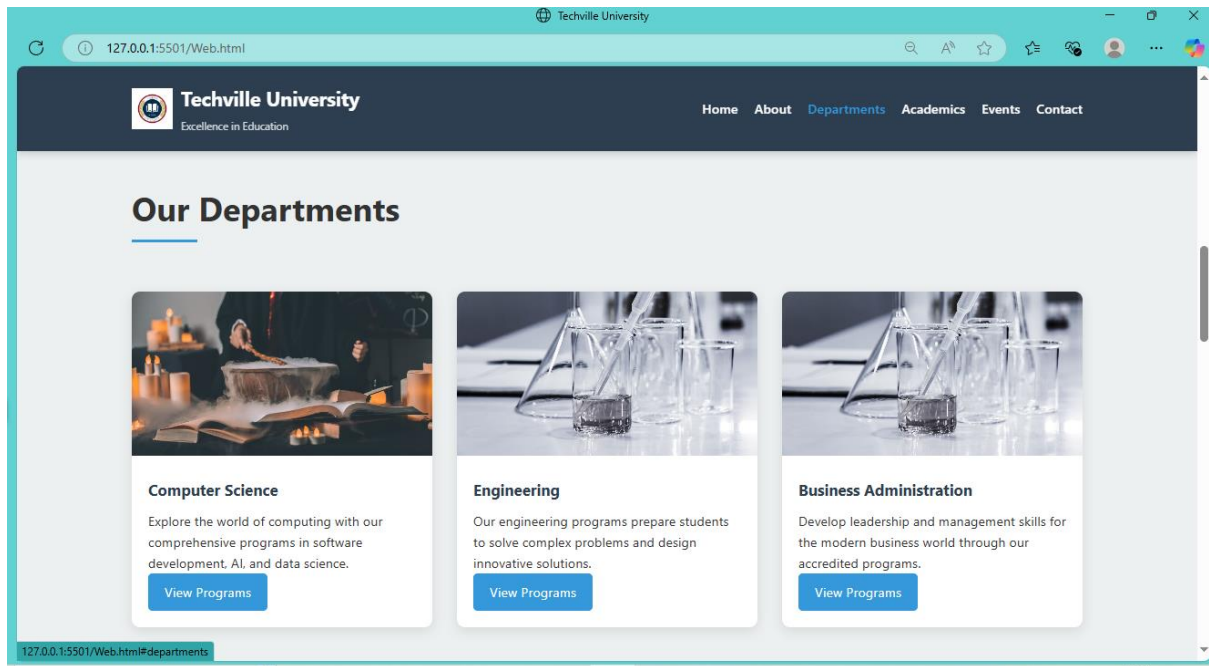 Techville University
127.0.0.1:5501/Web.html
Techville University
Excellence in Education
Home About Departments Academics Events Contact
Our Departments
Computer Science
Explore the world of computing with our
comprehensive programs in software
development, AI, and data science.
View Programs
Engineering
Our engineering programs prepare students
to solve complex problems and design
innovative solutions.
View Programs
Business Administration
Develop leadership and management skills for
the modern business world through our
accredited programs.
View Programs
127.0.0.1:5501/Web.html#departments